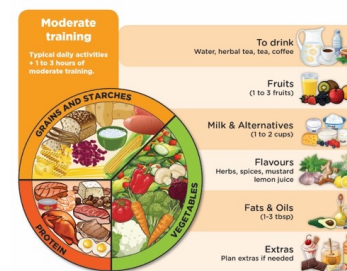 Moderate
training
Typical daily activities
+ 1 to 3 hours of
moderate training.
GRAINS AND STARCHES
VEGETABLES
PROTEIN
To drink
Water, herbal tea, tea, coffee
Fruits
(1 to 3 fruits)
Milk & Alternatives
(1 to 2 cups)
Flavours
Herbs, spices, mustard
lemon juice
Fats & Oils
(1-3 tbsp)
Extras
Plan extras if needed